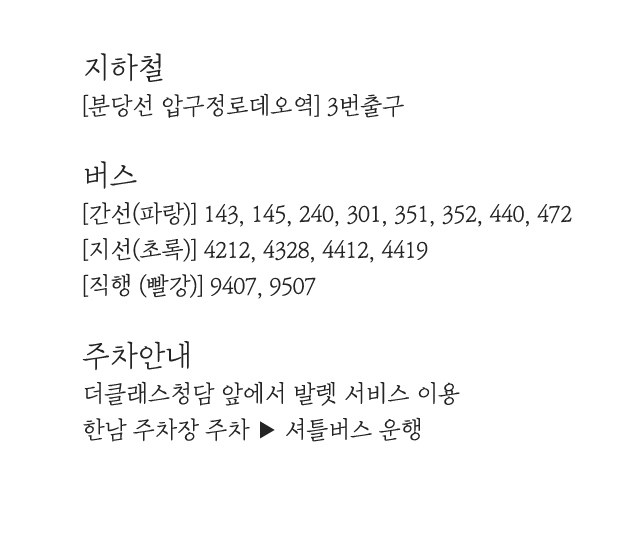 지하철
[분당선 압구정로데오역] 3번출구
버스
[간선(파랑)] 143, 145, 240, 301, 351, 352, 440, 472
[지선(초록)] 4212, 4328, 4412, 4419
[직행 (빨강)] 9407, 9507
주차안내
더클래스청담 앞에서 발렛 서비스 이용
한남 주차장 주차 ▶ 셔틀버스 운행